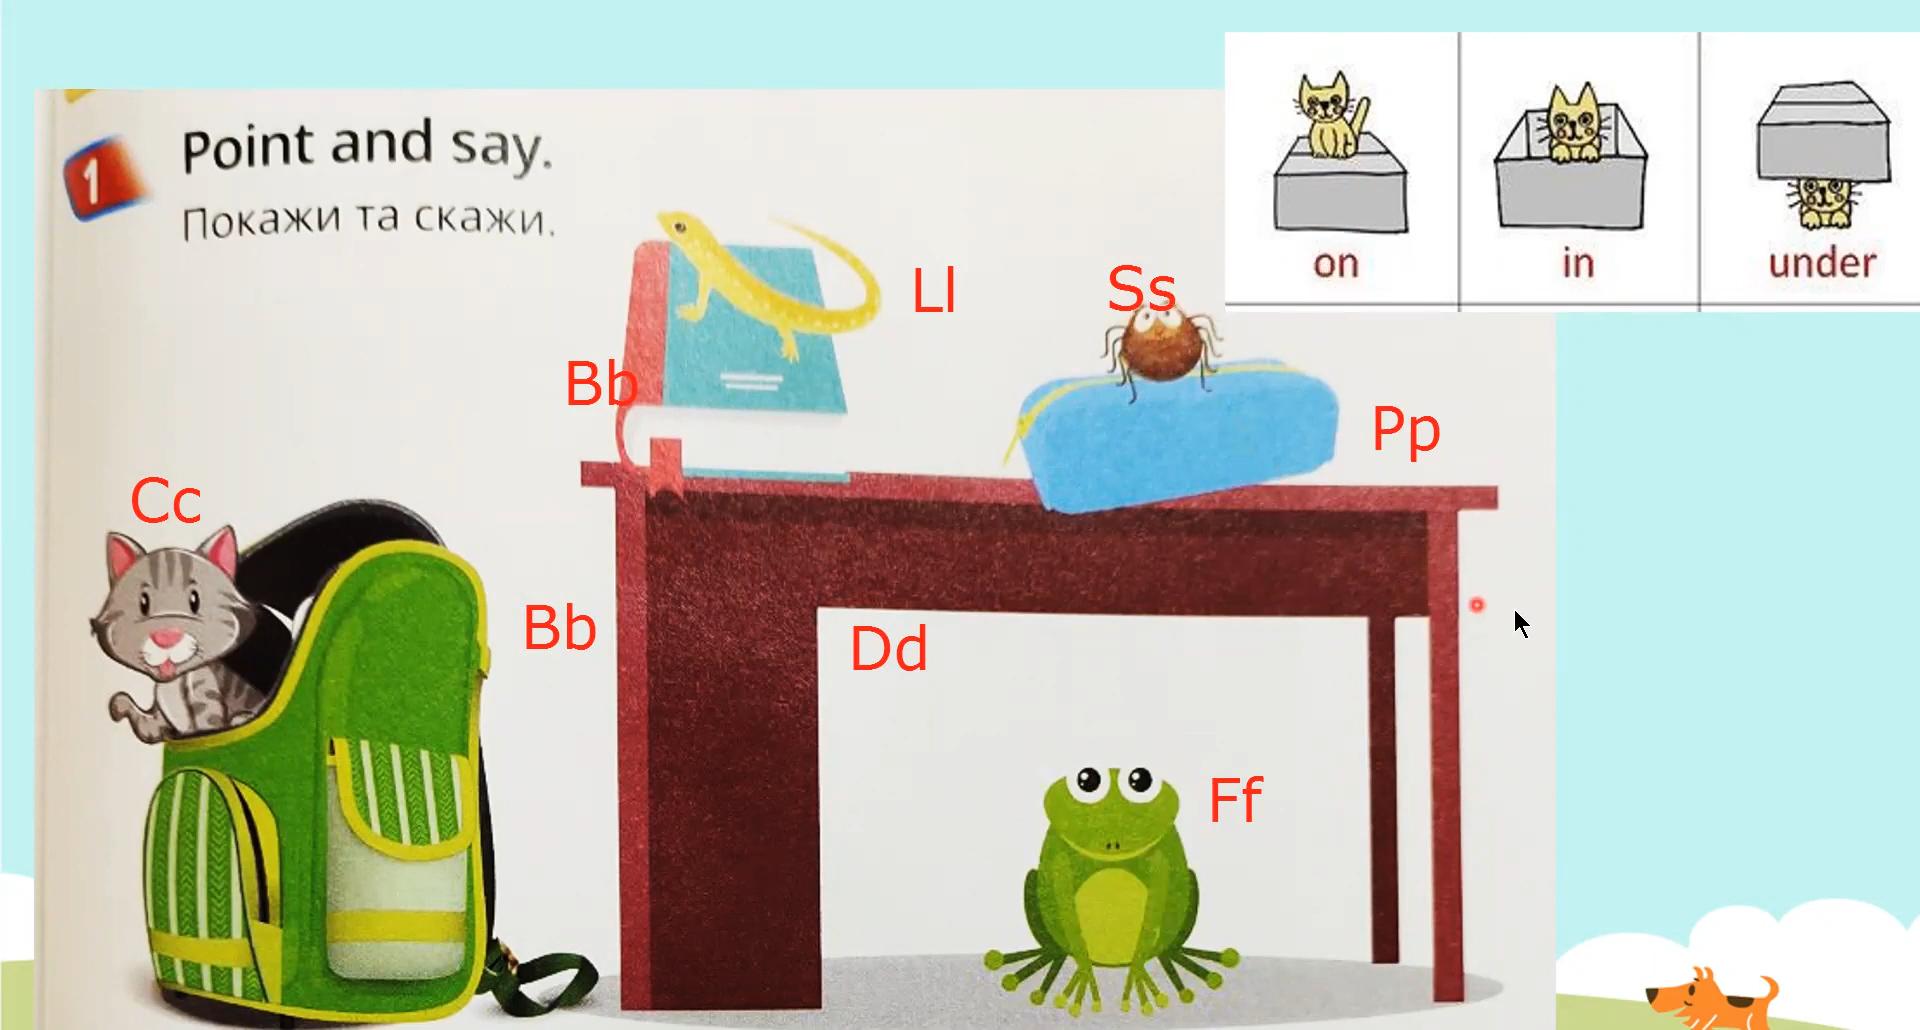 1
Point and say.
Покажи та скажи.
on
in
under
Ll
Ss
Bb
Pp
Cc
Bb
Dd
Ff